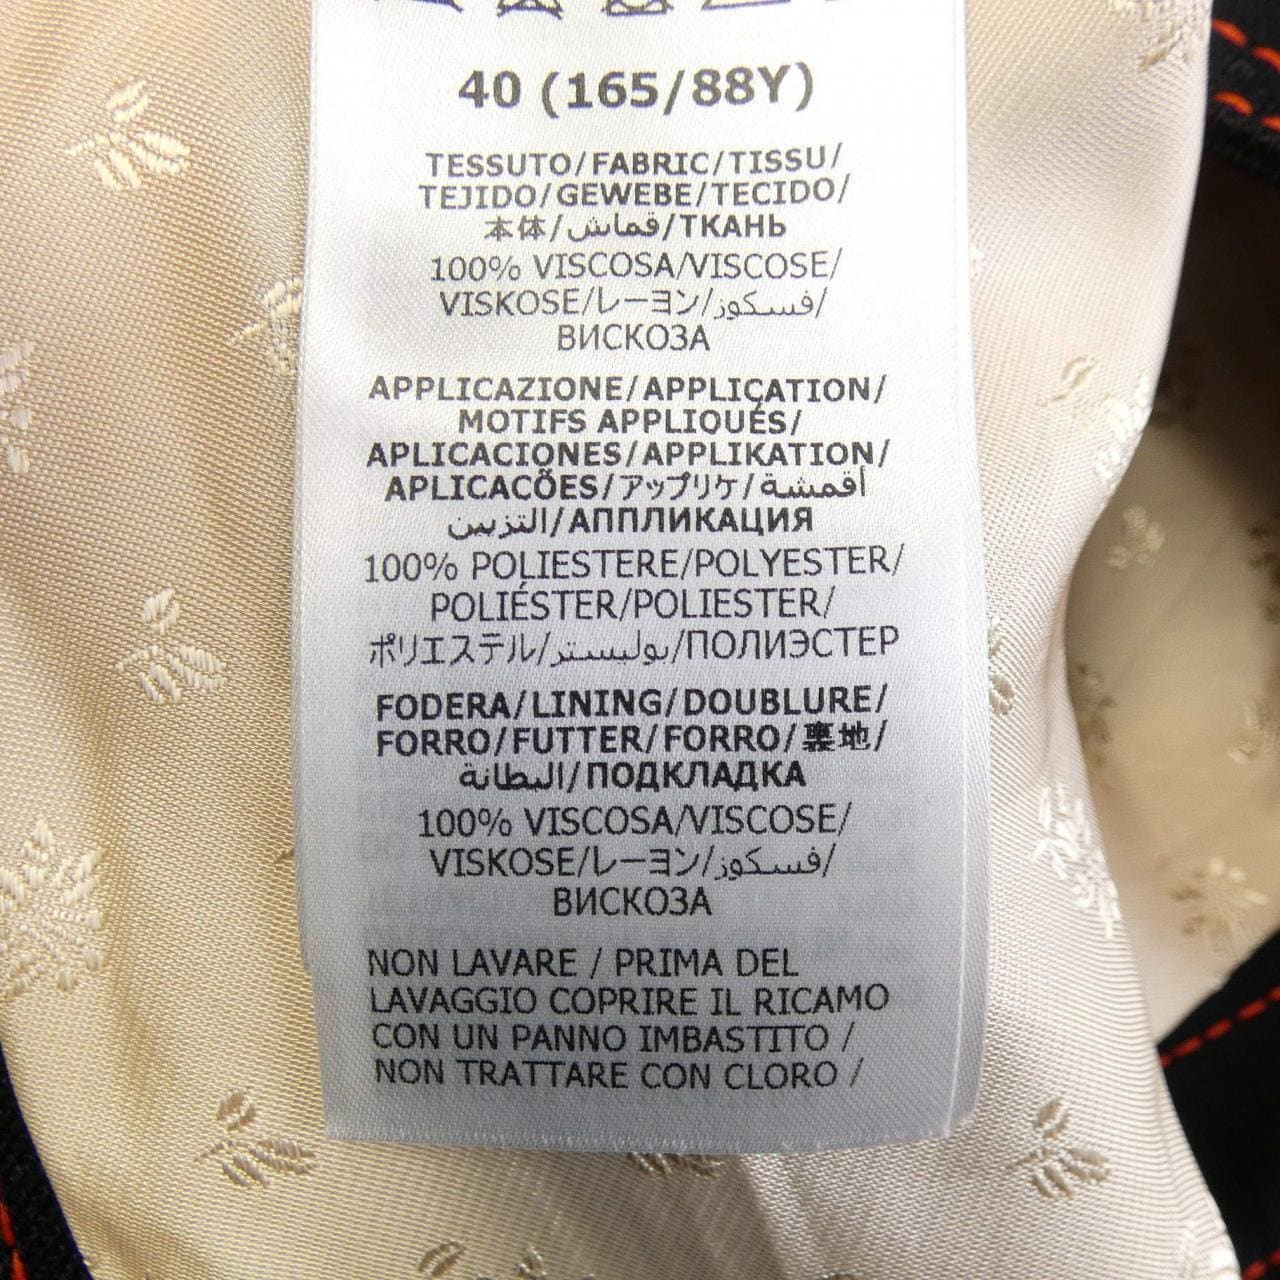 40 (165/88Y)
TESSUTO/FABRIC/TISSU/
TEJIDO/GEWEBE/TECIDO/
本体/قماش/ТКАНЬ
100% VISCOSA/VISCOSE/
VISKOSE/レーヨン/فسكوز/
ВИСКОЗА
APPLICAZIONE/APPLICATION/
MOTIFS APPLIQUÉS/
APLICACIONES/APPLIKATION/
APLICACÕES/アップリケ/أقمشة
التزيين/АППЛИКАЦИЯ
100% POLIESTERE/POLYESTER/
POLIÉSTER/POLIESTER/
ポリエステル/بوليستر/ПОЛИЭСТЕР
FODERA/LINING/DOUBLURE/
FORRO/FUTTER/FORRO/裏地/
البطانة/ПОДКЛАДКА
100% VISCOSA/VISCOSE/
VISKOSE/レーヨン/فسكوز/
ВИСКОЗА
NON LAVARE / PRIMA DEL
LAVAGGIO COPRIRE IL RICAMO
CON UN PANNO IMBASTITO /
NON TRATTARE CON CLORO /